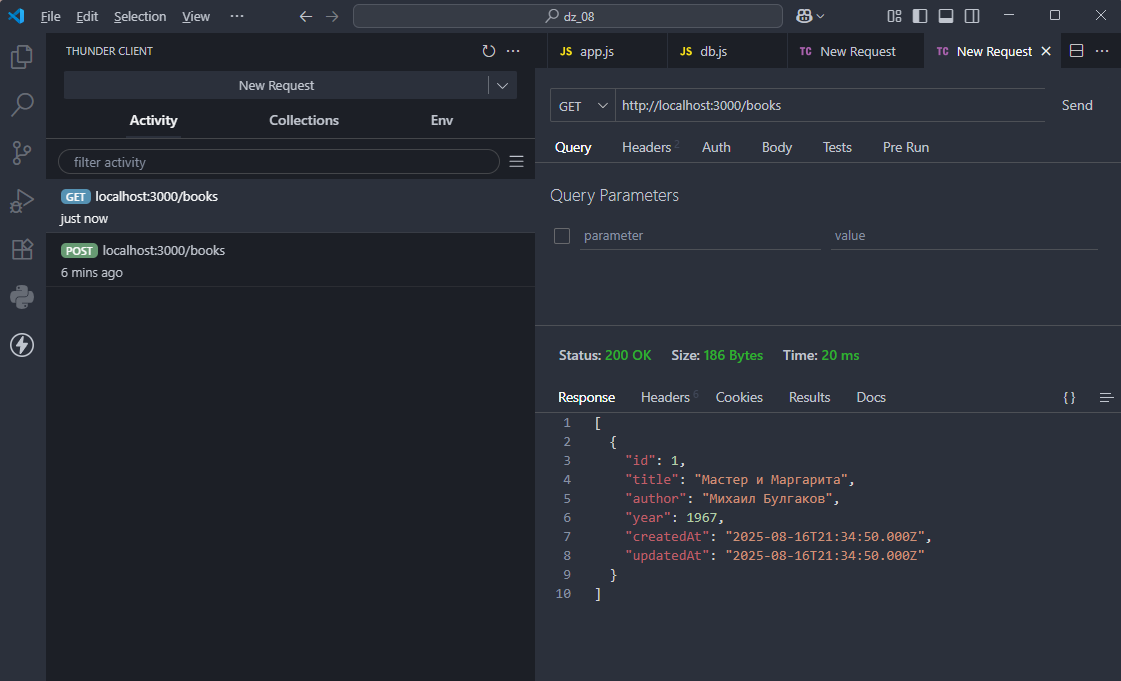 File Edit Selection View ··· dz_08
THUNDER CLIENT ···
New Request
Activity Collections Env
filter activity
GET localhost:3000/books
just now
POST localhost:3000/books
6 mins ago
JS app.js JS db.js TC New Request TC New Request ···
GET http://localhost:3000/books Send
Query Headers 2 Auth Body Tests Pre Run
Query Parameters
parameter value
Status: 200 OK Size: 186 Bytes Time: 20 ms
Response Headers 6 Cookies Results Docs { }
1 [
2 {
3 "id": 1,
4 "title": "Мастер и Маргарита",
5 "author": "Михаил Булгаков",
6 "year": 1967,
7 "createdAt": "2025-08-16T21:34:50.000Z",
8 "updatedAt": "2025-08-16T21:34:50.000Z"
9 }
10 ]